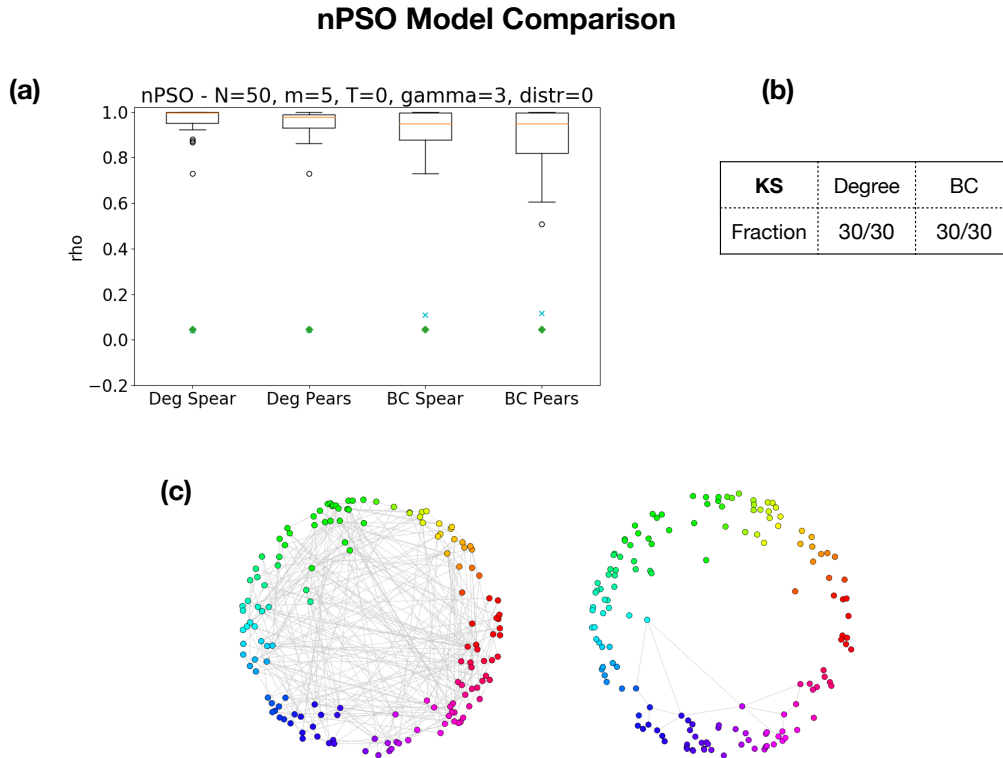 nPSO Model Comparison
(a)
nPSO - N=50, m=5, T=0, gamma=3, distr=0
1.0
0.8
0.6
0.4
0.2
0.0
−0.2
rho
Deg Spear Deg Pears BC Spear BC Pears
(b)
KS Degree BC
Fraction 30/30 30/30
(c)